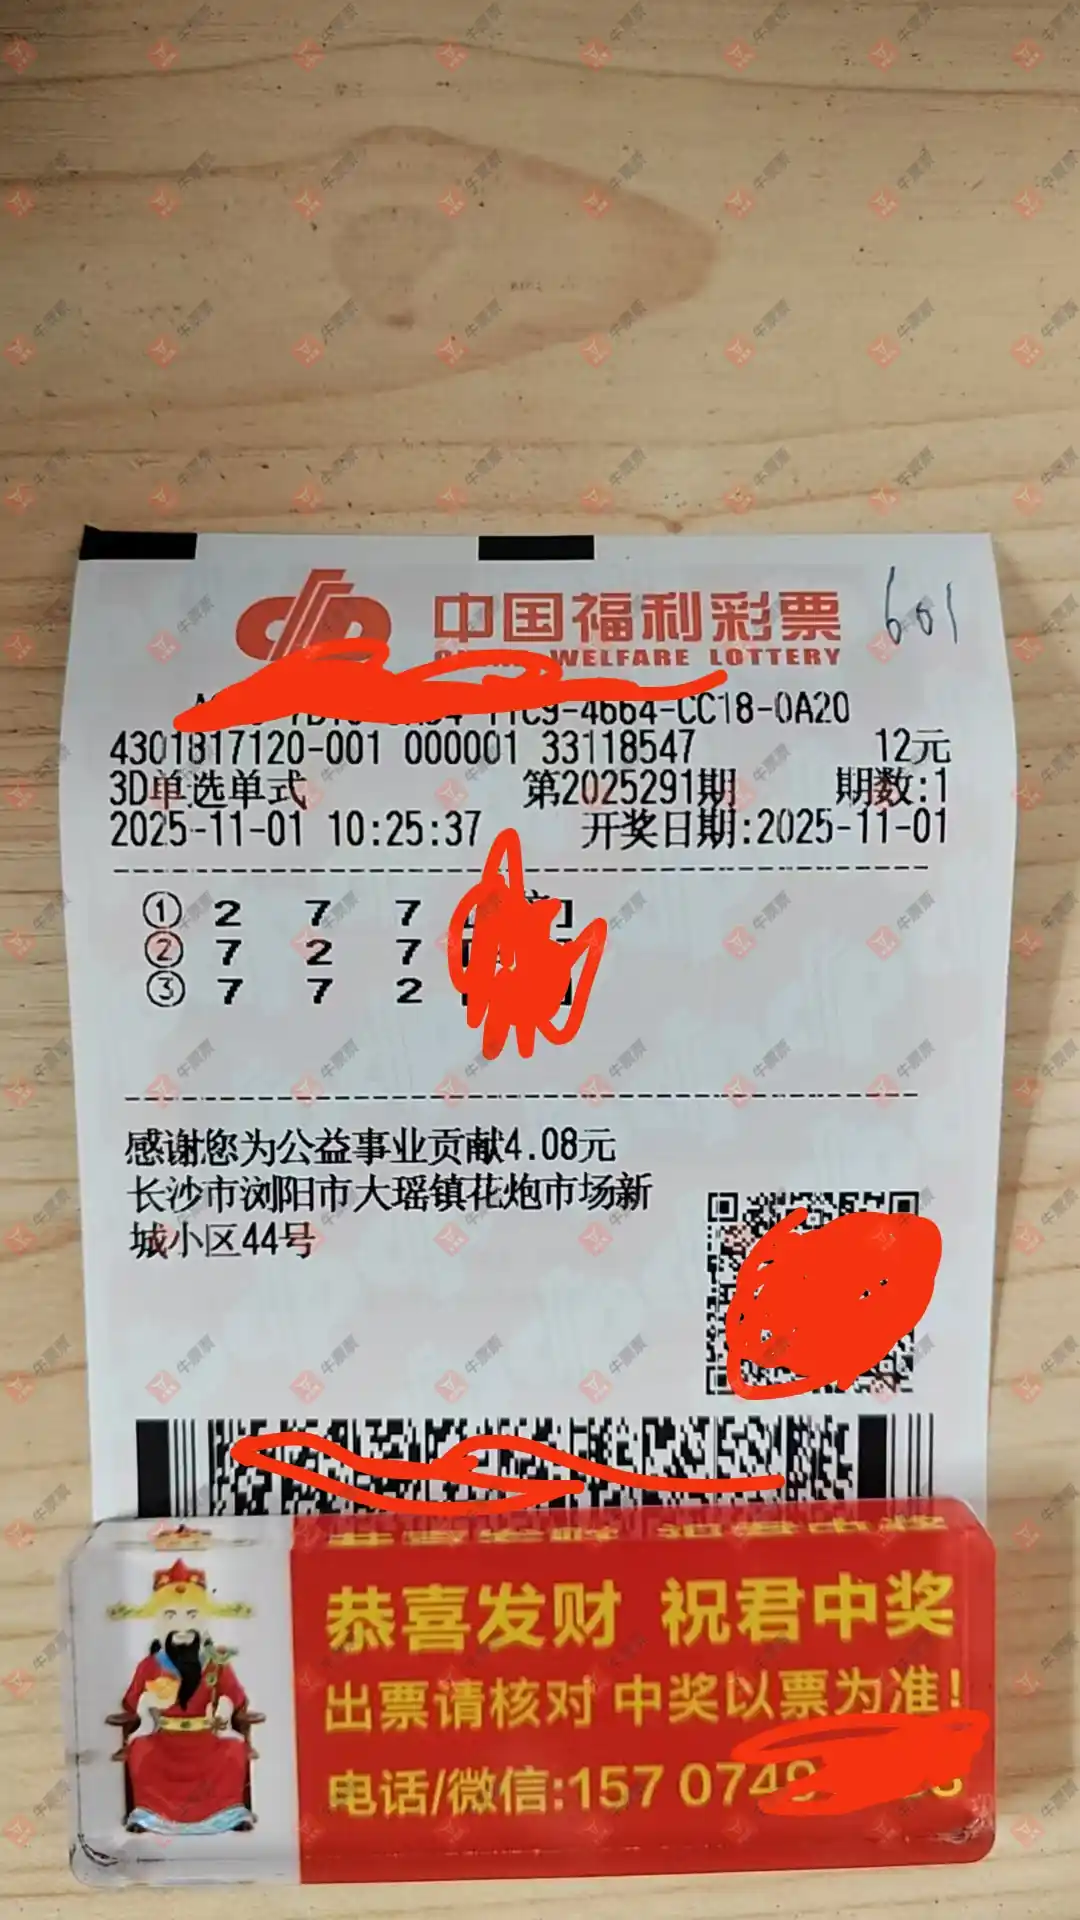 中国福利彩票
601
WELFARE LOTTERY
-4664-CC18-0A20
4301817120-001 000001 33118547 12元
3D单选单式 第2025291期 期数:1
2025-11-01 10:25:37 开奖日期:2025-11-01
① 2 7 7
② 7 2 7
③ 7 7 2
感谢您为公益事业贡献4.08元
长沙市浏阳市大瑶镇花炮市场新
城小区44号
恭喜发财 祝君中奖
出票请核对 中奖以票为准!
电话/微信:157 074
牛票票